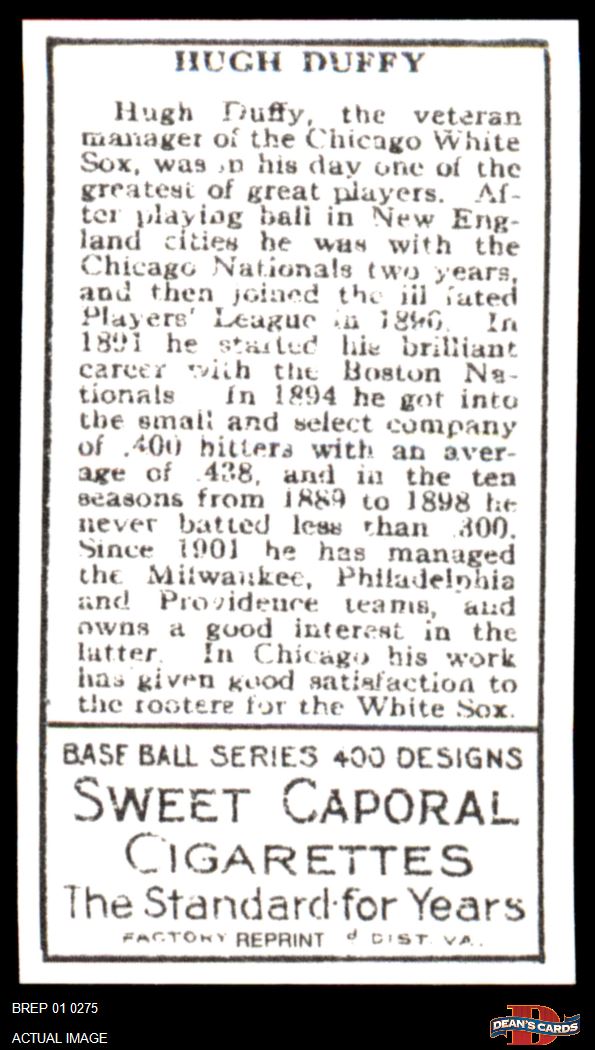 HUGH DUFFY
Hugh Duffy, the veteran
manager of the Chicago White
Sox, was in his day one of the
greatest of great players. Af-
ter playing ball in New Eng-
land cities he was with the
Chicago Nationals two years,
and then joined the ill fated
Players' League in 1890. In
1891 he started his brilliant
career with the Boston Na-
tionals In 1894 he got into
the small and select company
of .400 hitters with an aver-
age of .438, and in the ten
seasons from 1889 to 1898 he
never batted less than .300.
Since 1901 he has managed
the Milwaukee, Philadelphia
and Providence teams, and
owns a good interest in the
latter. In Chicago his work
has given good satisfaction to
the rooters for the White Sox.
BASE BALL SERIES 400 DESIGNS
SWEET CAPORAL
CIGARETTES
The Standard for Years
FACTORY REPRINT d DIST. VA.
BREP 01 0275
ACTUAL IMAGE
D
DEAN'S CARDS